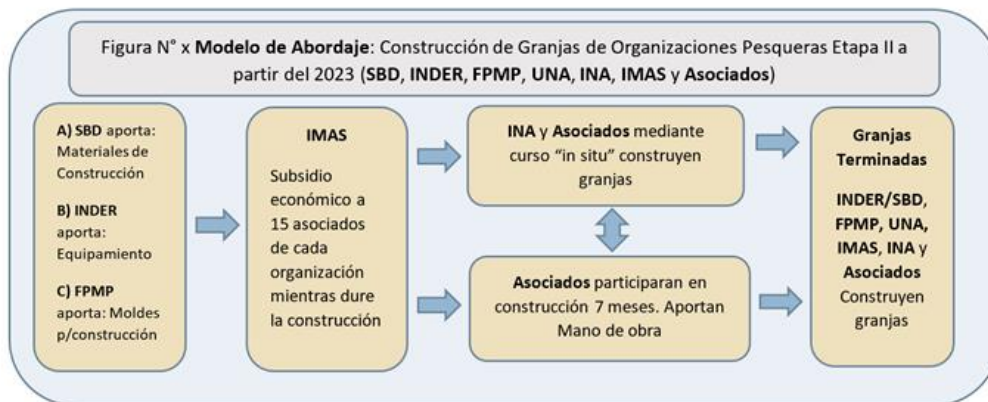 Figura N° x Modelo de Abordaje: Construcción de Granjas de Organizaciones Pesqueras Etapa II a
partir del 2023 (SBD, INDER, FPMP, UNA, INA, IMAS y Asociados)
A) SBD aporta:
Materiales de
Construcción
B) INDER
aporta:
Equipamiento
C) FPMP
aporta: Moldes
p/construcción
IMAS
Subsidio
económico a
15 asociados
de cada
organización
mientras dure
la construcción
INA y Asociados mediante
curso “in situ” construyen
granjas
Asociados participaran en
construcción 7 meses. Aportan
Mano de obra
Granjas
Terminadas
INDER/SBD,
FPMP, UNA,
IMAS, INA y
Asociados
Construyen
granjas